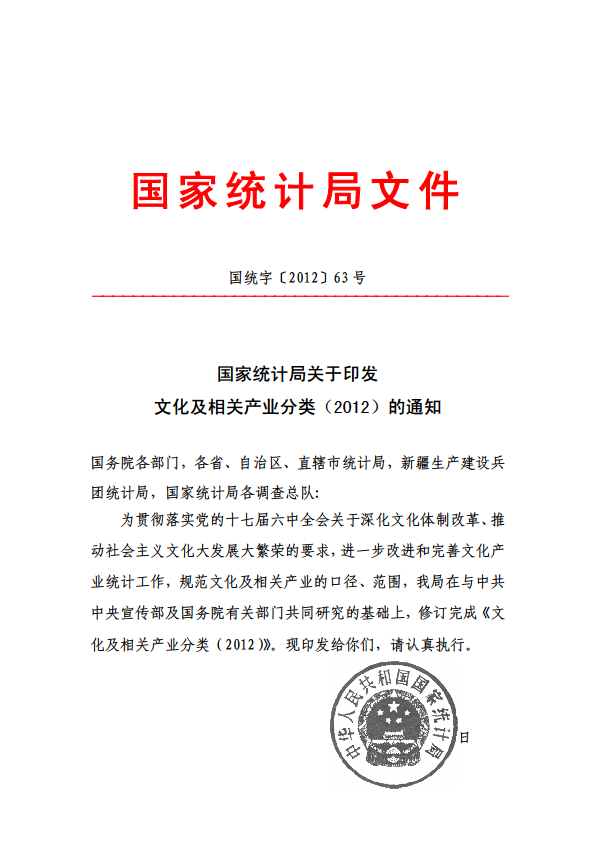 国家统计局文件
国统字〔2012〕63号
国家统计局关于印发
文化及相关产业分类（2012）的通知
国务院各部门，各省、自治区、直辖市统计局，新疆生产建设兵
团统计局，国家统计局各调查总队：
为贯彻落实党的十七届六中全会关于深化文化体制改革、推
动社会主义文化大发展大繁荣的要求，进一步改进和完善文化产
业统计工作，规范文化及相关产业的口径、范围，我局在与中共
中央宣传部及国务院有关部门共同研究的基础上，修订完成《文
化及相关产业分类（2012）》。现印发给你们，请认真执行。
中华人民共和国国家统计局
日